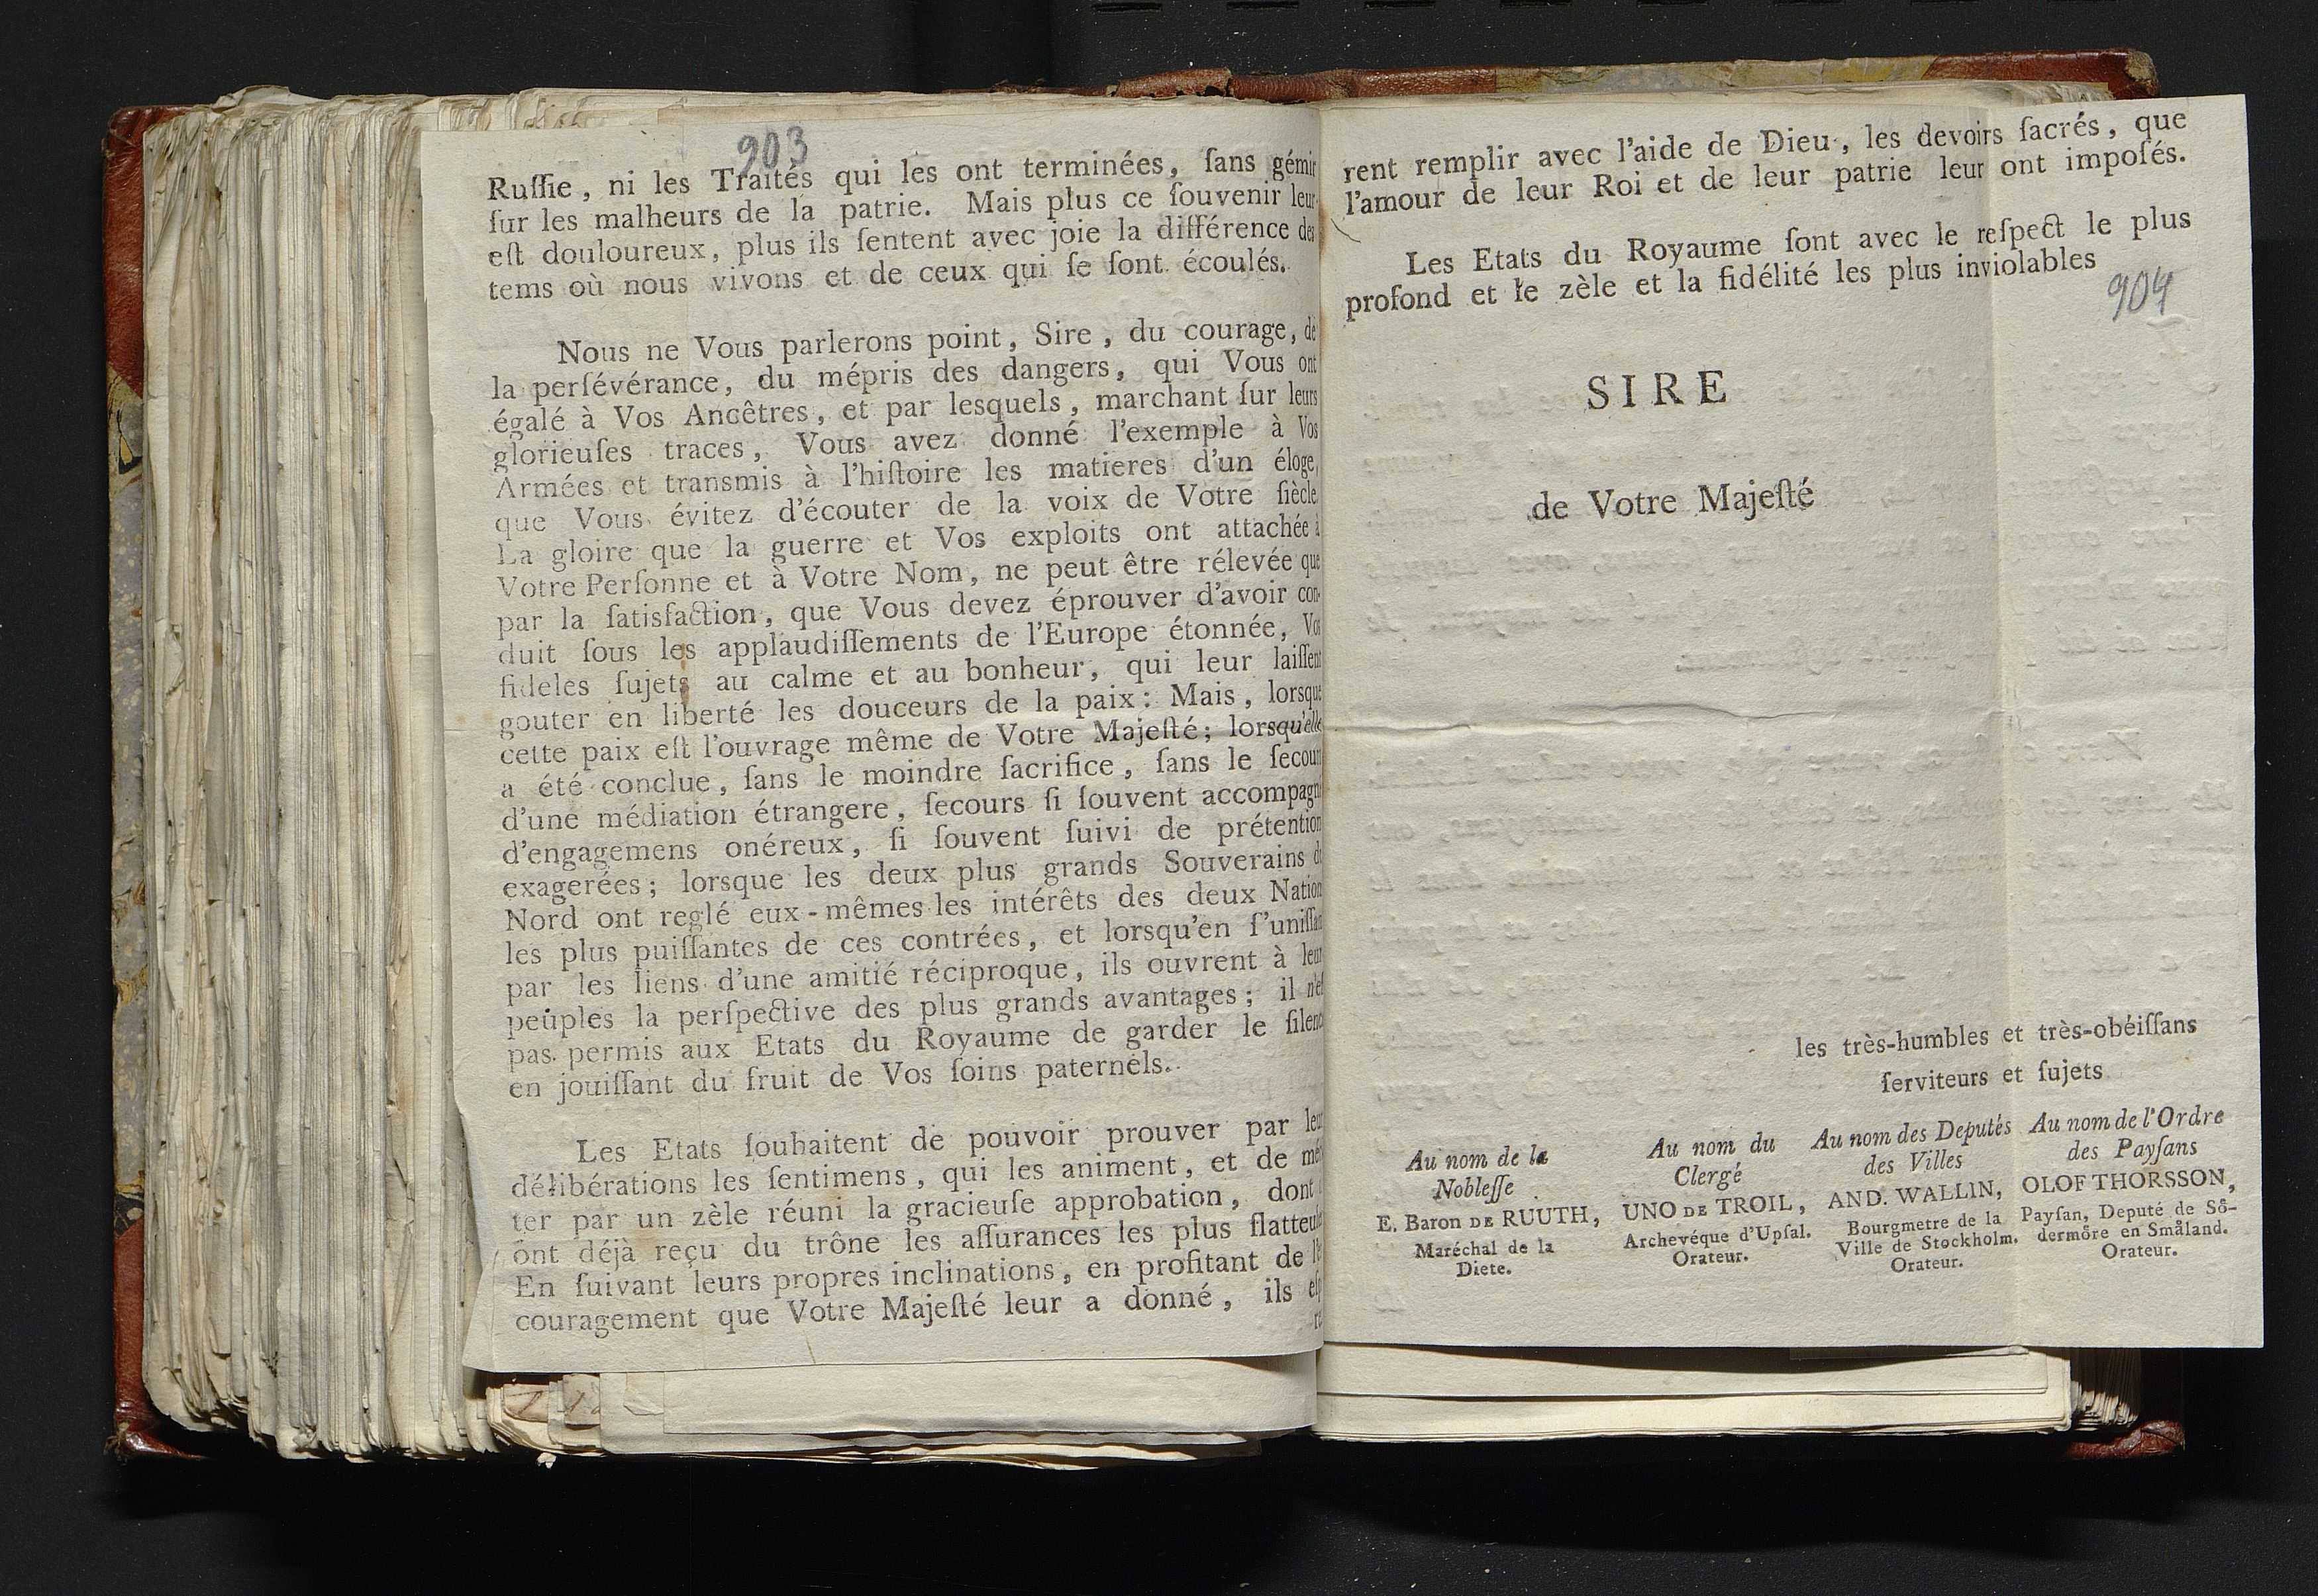 903
Ruſſie, ni les Traités qui les ont terminées, ſans gémir
ſur les malheurs de la patrie. Mais plus ce ſouvenir leur
eſt douloureux, plus ils ſentent avec joie la différence des
tems où nous vivons et de ceux qui ſe ſont écoulés.
Nous ne Vous parlerons point, Sire, du courage, de
la perſévérance, du mépris des dangers, qui Vous ont
égalé à Vos Ancêtres, et par lesquels, marchant ſur leurs
glorieuſes traces, Vous avez donné l'exemple à Vos
Armées et transmis à l'hiſtoire les matieres d'un éloge,
que Vous évitez d'écouter de la voix de Votre ſiècle
La gloire que la guerre et Vos exploits ont attachée à
Votre Perſonne et à Votre Nom, ne peut être rélevée que
par la ſatisfaction, que Vous devez éprouver d'avoir con-
duit ſous les applaudiſſements de l'Europe étonnée, Vos
fideles ſujets au calme et au bonheur, qui leur laiſſent
gouter en liberté les douceurs de la paix: Mais, lorsque
cette paix eſt l'ouvrage même de Votre Majeſté; lorsqu'elle
a été conclue, ſans le moindre ſacrifice, ſans le ſecour
d'une médiation étrangere, ſecours ſi ſouvent accompagn
d'engagemens onéreux, ſi ſouvent ſuivi de prétention
exagerées; lorsque les deux plus grands Souverains d
Nord ont reglé eux-mêmes les intérêts des deux Nation
les plus puiſſantes de ces contrées, et lorsqu'en ſ'uniſſan
par les liens d'une amitié réciproque, ils ouvrent à leur
peuples la perſpective des plus grands avantages; il n'eſ
pas permis aux Etats du Royaume de garder le ſilenc
en jouiſſant du fruit de Vos ſoins paternels.
Les Etats ſouhaitent de pouvoir prouver par leu
délibérations les ſentimens, qui les animent, et de mé
ter par un zèle réuni la gracieuſe approbation, dont
ont déjà reçu du trône les aſſurances les plus flatteuſe
En ſuivant leurs propres inclinations, en profitant de l'e
couragement que Votre Majeſté leur a donné, ils eſp
re
rent remplir avec l'aide de Dieu, les devoirs ſacrés, que
l'amour de leur Roi et de leur patrie leur ont impoſés.
Les Etats du Royaume ſont avec le reſpect le plus
profond et le zèle et la fidélité les plus inviolables
904
SIRE
de Votre Majeſté
les très-humbles et très-obéiſſans
ſerviteurs et ſujets
Au nom de la Au nom du Au nom des Deputés Au nom de l'Ordre
Nobleſſe Clergé des Villes des Payſans
E. Baron DE RUUTH, UNO DE TROIL, AND. WALLIN, OLOF THORSSON,
Maréchal de la Archevéque d'Upſal. Bourgmetre de la Payſan, Deputé de Sö-
Diete. Orateur. Ville de Stockholm. dermöre en Småland.
Orateur. Orateur.